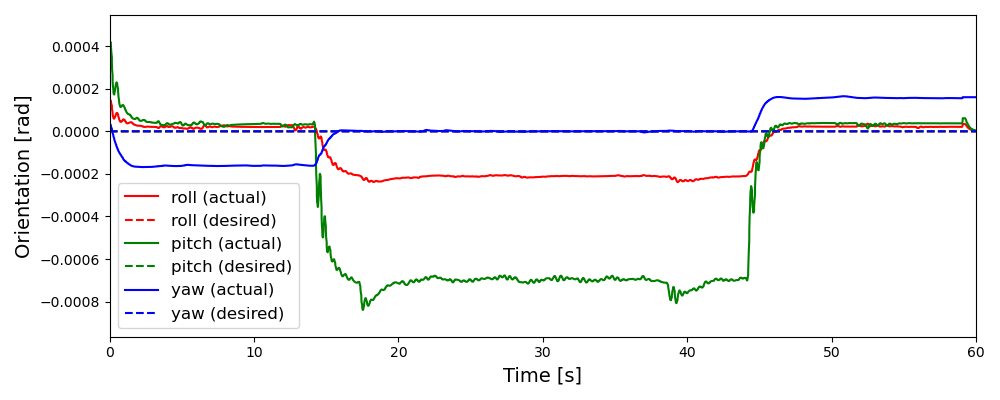 0.0004
0.0002
0.0000
−0.0002
−0.0004
−0.0006
−0.0008
Orientation [rad]
roll (actual)
roll (desired)
pitch (actual)
pitch (desired)
yaw (actual)
yaw (desired)
0 10 20 30 40 50 60
Time [s]